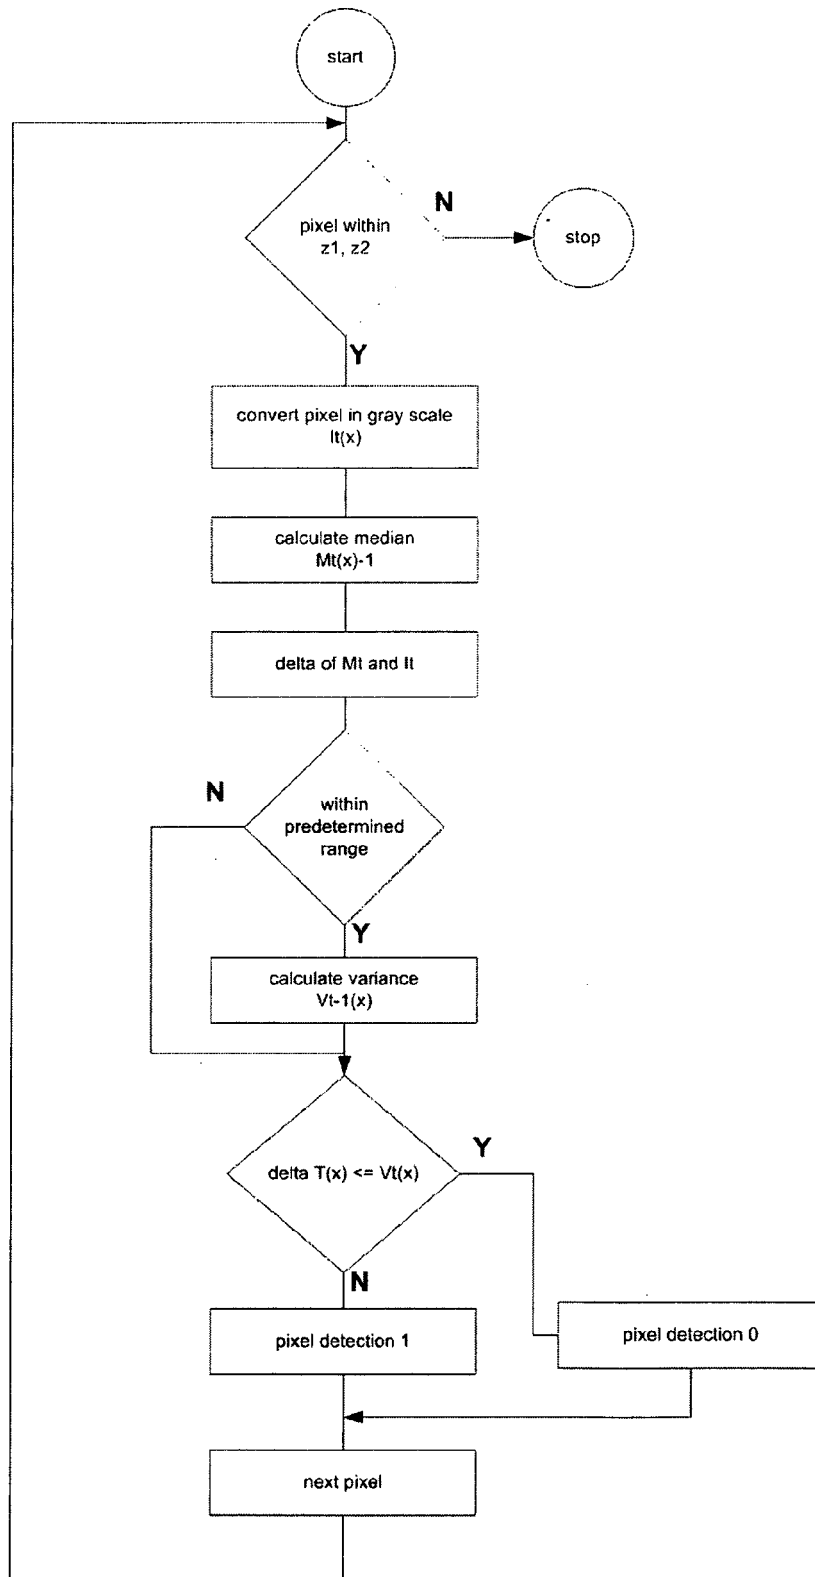 start
N
pixel within
z1, z2
stop
Y
convert pixel in gray scale
It(x)
calculate median
Mt(x)-1
delta of Mt and It
N
within
predetermined
range
Y
calculate variance
Vt-1(x)
Y
delta T(x) <= Vt(x)
N
pixel detection 1
pixel detection 0
next pixel